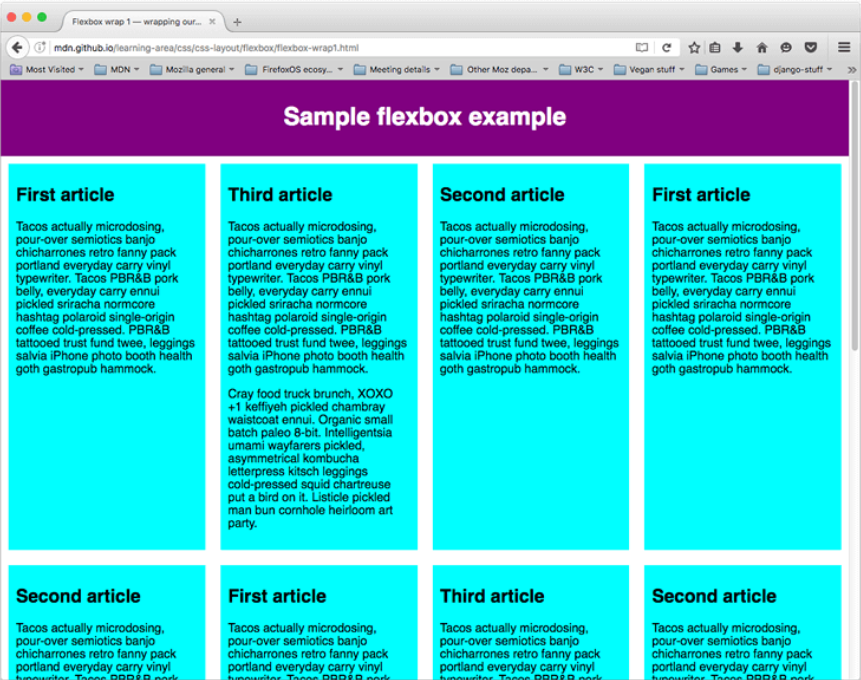 Flexbox wrap 1 — wrapping our...
mdn.github.io/learning-area/css/css-layout/flexbox/flexbox-wrap1.html
Most Visited MDN Mozilla general FirefoxOS ecosy... Meeting details Other Moz depa... W3C Vegan stuff Games django-stuff
Sample flexbox example
First article
Tacos actually microdosing,
pour-over semiotics banjo
chicharrones retro fanny pack
portland everyday carry vinyl
typewriter. Tacos PBR&B pork
belly, everyday carry ennui
pickled sriracha normcore
hashtag polaroid single-origin
coffee cold-pressed. PBR&B
tattooed trust fund twee, leggings
salvia iPhone photo booth health
goth gastropub hammock.
Third article
Tacos actually microdosing,
pour-over semiotics banjo
chicharrones retro fanny pack
portland everyday carry vinyl
typewriter. Tacos PBR&B pork
belly, everyday carry ennui
pickled sriracha normcore
hashtag polaroid single-origin
coffee cold-pressed. PBR&B
tattooed trust fund twee, leggings
salvia iPhone photo booth health
goth gastropub hammock.
Cray food truck brunch, XOXO
+1 keffiyeh pickled chambray
waistcoat ennui. Organic small
batch paleo 8-bit. Intelligentsia
umami wayfarers pickled,
asymmetrical kombucha
letterpress kitsch leggings
cold-pressed squid chartreuse
put a bird on it. Listicle pickled
man bun cornhole heirloom art
party.
Second article
Tacos actually microdosing,
pour-over semiotics banjo
chicharrones retro fanny pack
portland everyday carry vinyl
typewriter. Tacos PBR&B pork
belly, everyday carry ennui
pickled sriracha normcore
hashtag polaroid single-origin
coffee cold-pressed. PBR&B
tattooed trust fund twee, leggings
salvia iPhone photo booth health
goth gastropub hammock.
First article
Tacos actually microdosing,
pour-over semiotics banjo
chicharrones retro fanny pack
portland everyday carry vinyl
typewriter. Tacos PBR&B pork
belly, everyday carry ennui
pickled sriracha normcore
hashtag polaroid single-origin
coffee cold-pressed. PBR&B
tattooed trust fund twee, leggings
salvia iPhone photo booth health
goth gastropub hammock.
Second article
Tacos actually microdosing,
pour-over semiotics banjo
chicharrones retro fanny pack
portland everyday carry vinyl
typewriter. Tacos PBR&B pork
First article
Tacos actually microdosing,
pour-over semiotics banjo
chicharrones retro fanny pack
portland everyday carry vinyl
typewriter. Tacos PBR&B pork
Third article
Tacos actually microdosing,
pour-over semiotics banjo
chicharrones retro fanny pack
portland everyday carry vinyl
typewriter. Tacos PBR&B pork
Second article
Tacos actually microdosing,
pour-over semiotics banjo
chicharrones retro fanny pack
portland everyday carry vinyl
typewriter. Tacos PBR&B pork